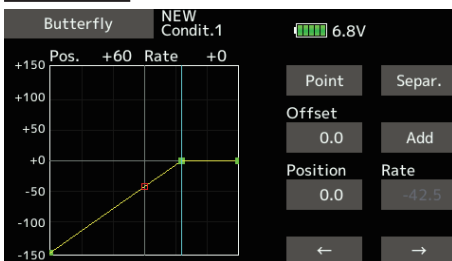 Butterfly
NEW
Condit.1
6.8V
Pos. +60 Rate +0
+150
+100
+50
+0
-50
-100
-150
Point Separ.
Offset
0.0 Add
Position Rate
0.0 -42.5
← →